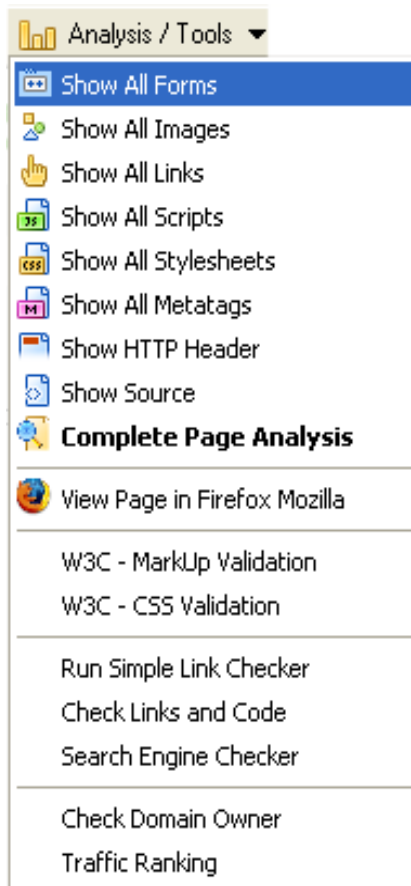 Analysis / Tools
Show All Forms
Show All Images
Show All Links
JS Show All Scripts
css Show All Stylesheets
M Show All Metatags
Show HTTP Header
Show Source
Complete Page Analysis
View Page in Firefox Mozilla
W3C - MarkUp Validation
W3C - CSS Validation
Run Simple Link Checker
Check Links and Code
Search Engine Checker
Check Domain Owner
Traffic Ranking